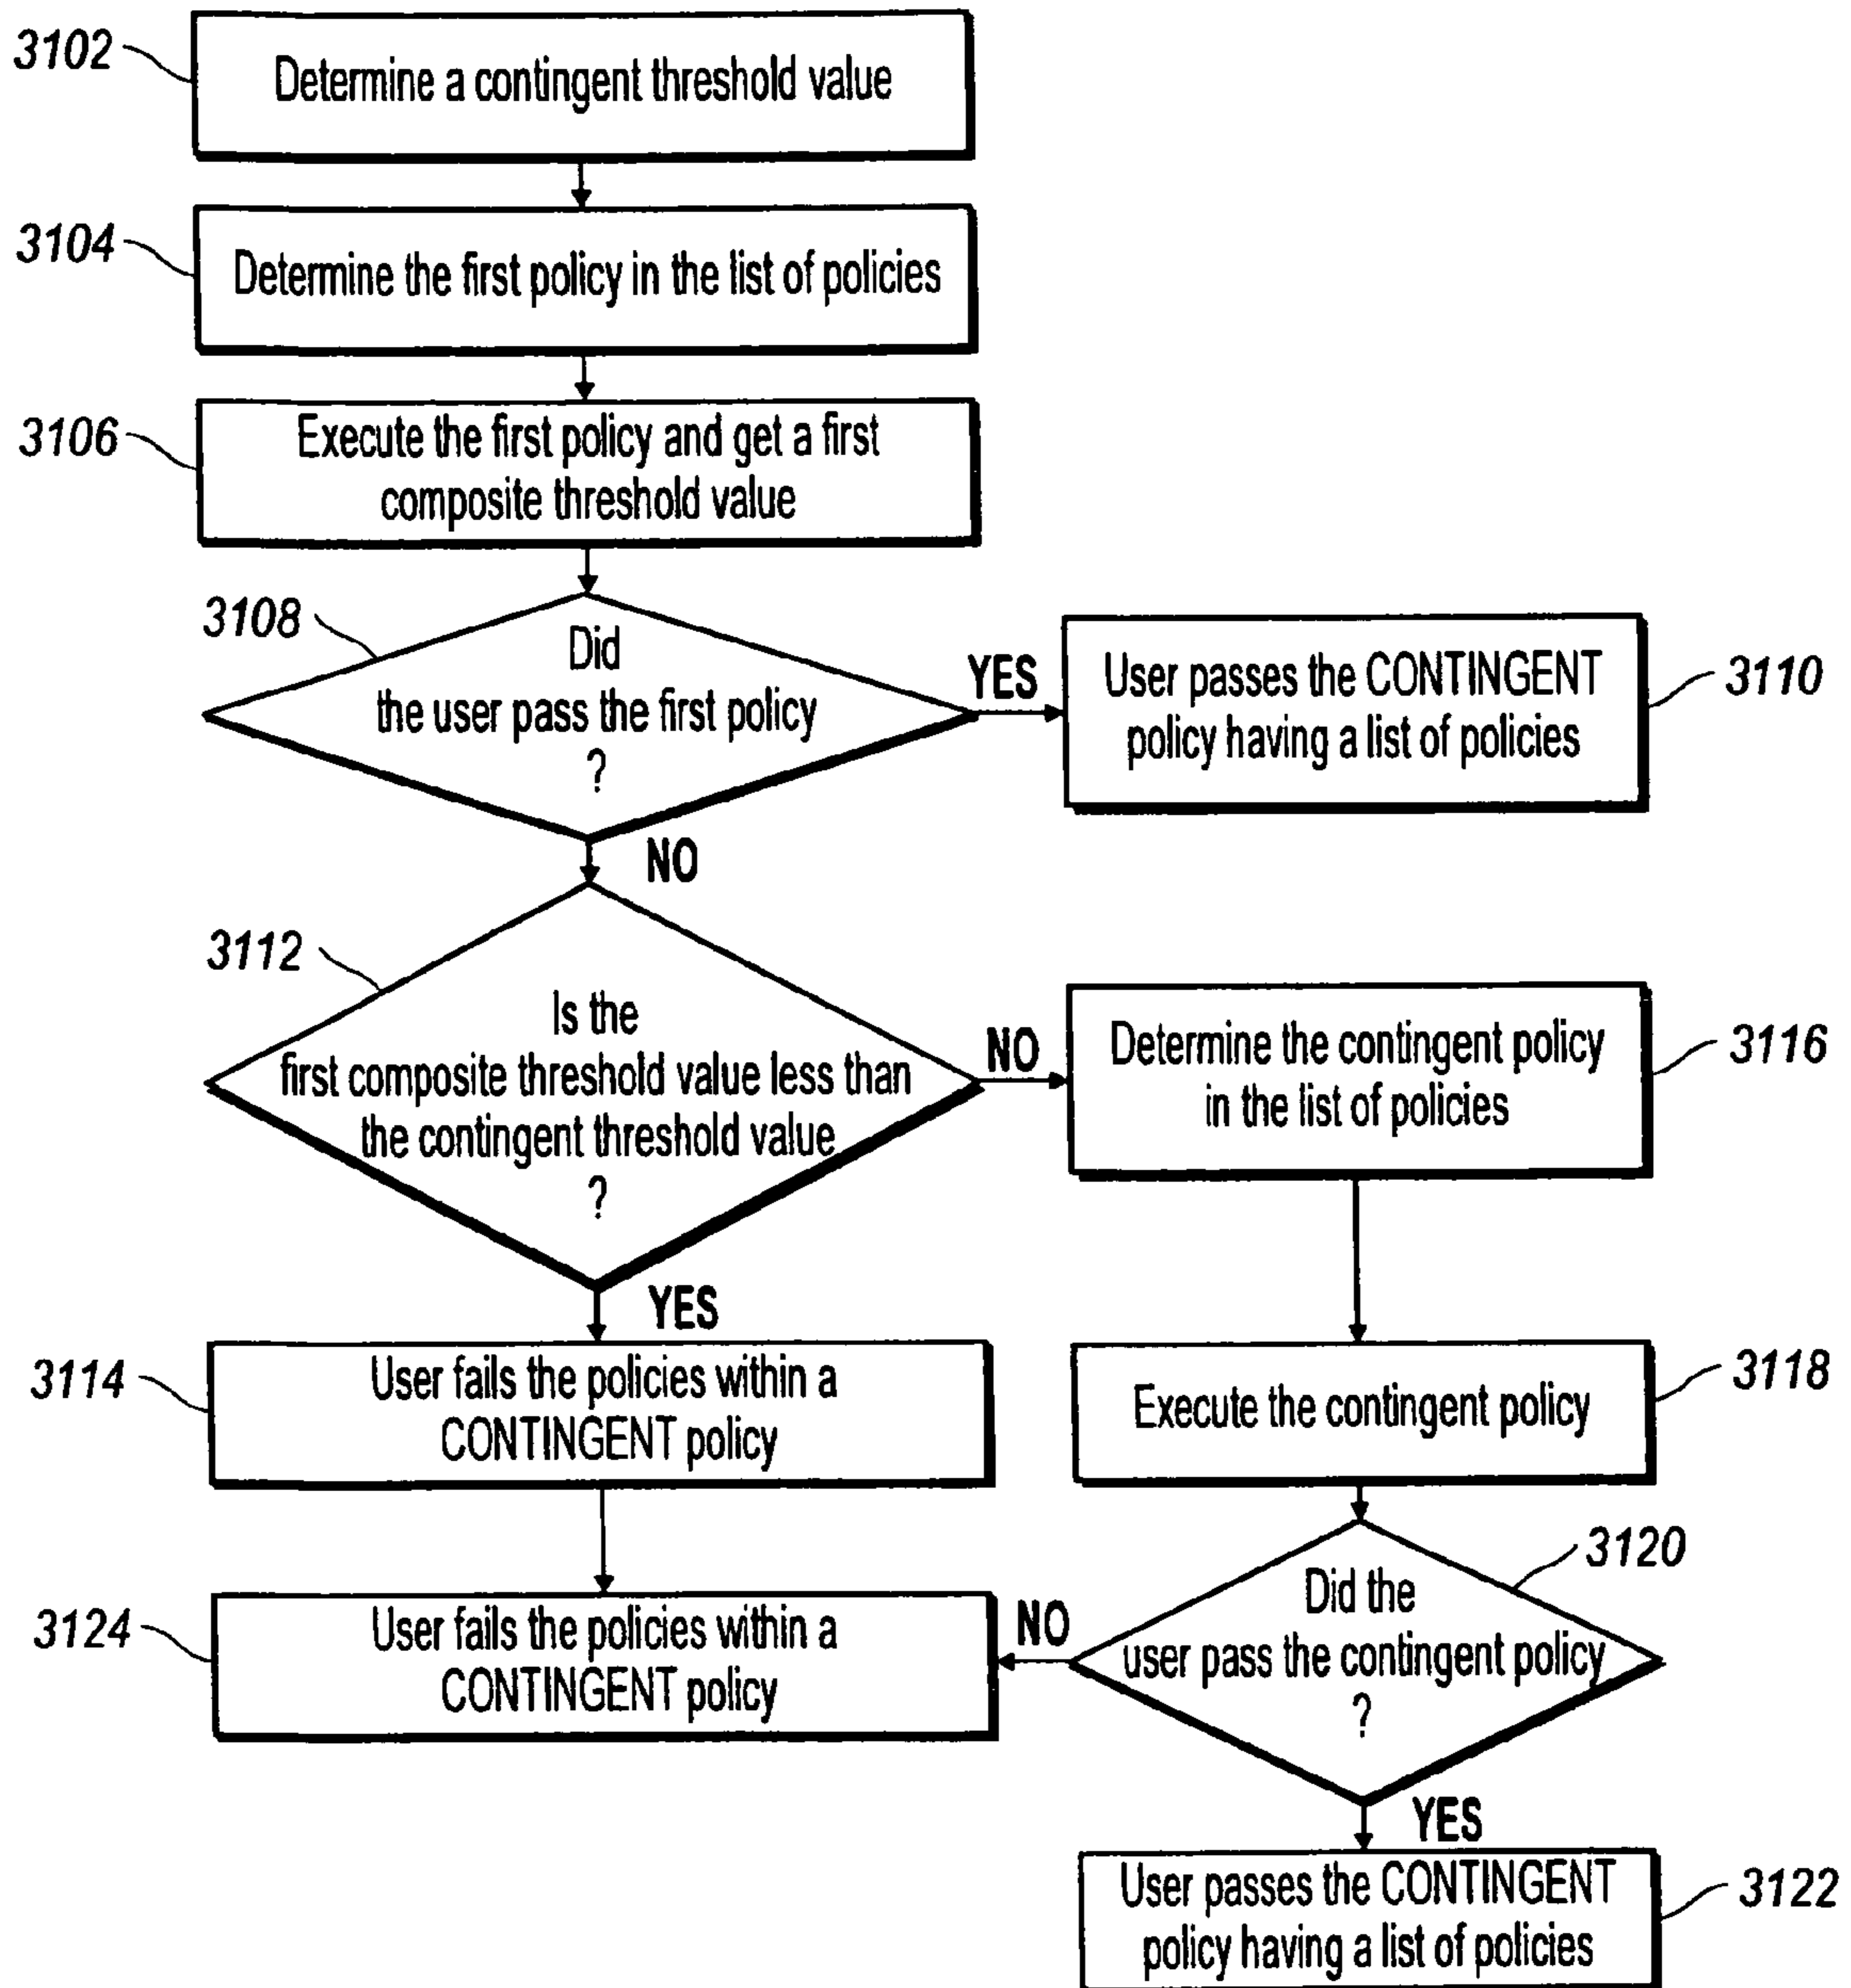 3102
Determine a contingent threshold value
3104
Determine the first policy in the list of policies
3106
Execute the first policy and get a first
composite threshold value
3108
Did
the user pass the first policy
?
YES
User passes the CONTINGENT
policy having a list of policies
3110
NO
3112
Is the
first composite threshold value less than
the contingent threshold value
?
NO
Determine the contingent policy
in the list of policies
3116
YES
3114
User fails the policies within a
CONTINGENT policy
Execute the contingent policy
3118
3124
User fails the policies within a
CONTINGENT policy
NO
3120
Did the
user pass the contingent policy
?
YES
User passes the CONTINGENT
policy having a list of policies
3122